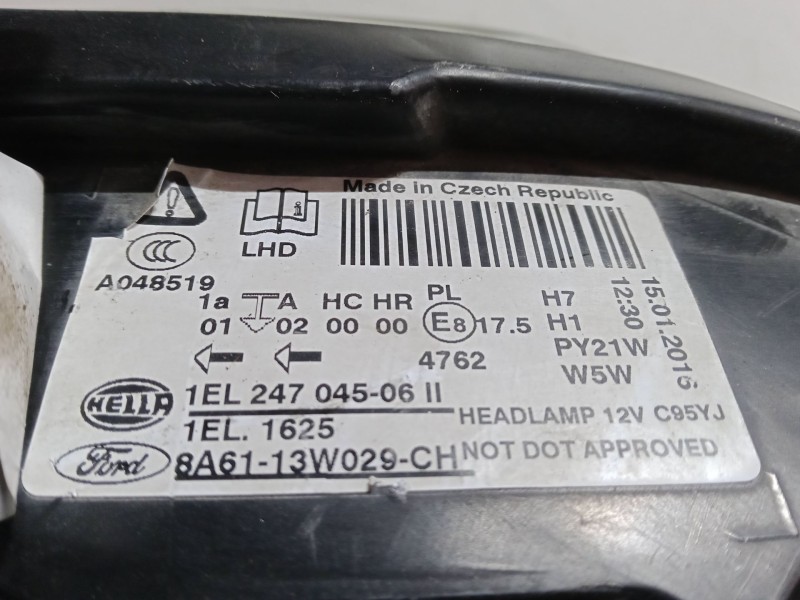 Made in Czech Republic
LHD
CCC
A048519
1a A HC HR PL
01 02 00 00 E8 17.5
4762
H7
H1
PY21W
W5W
15.01.2016
12:30
HELLA
1EL 247 045-06 II
1EL. 1625
HEADLAMP 12V C95YJ
Ford
8A61-13W029-CH
NOT DOT APPROVED